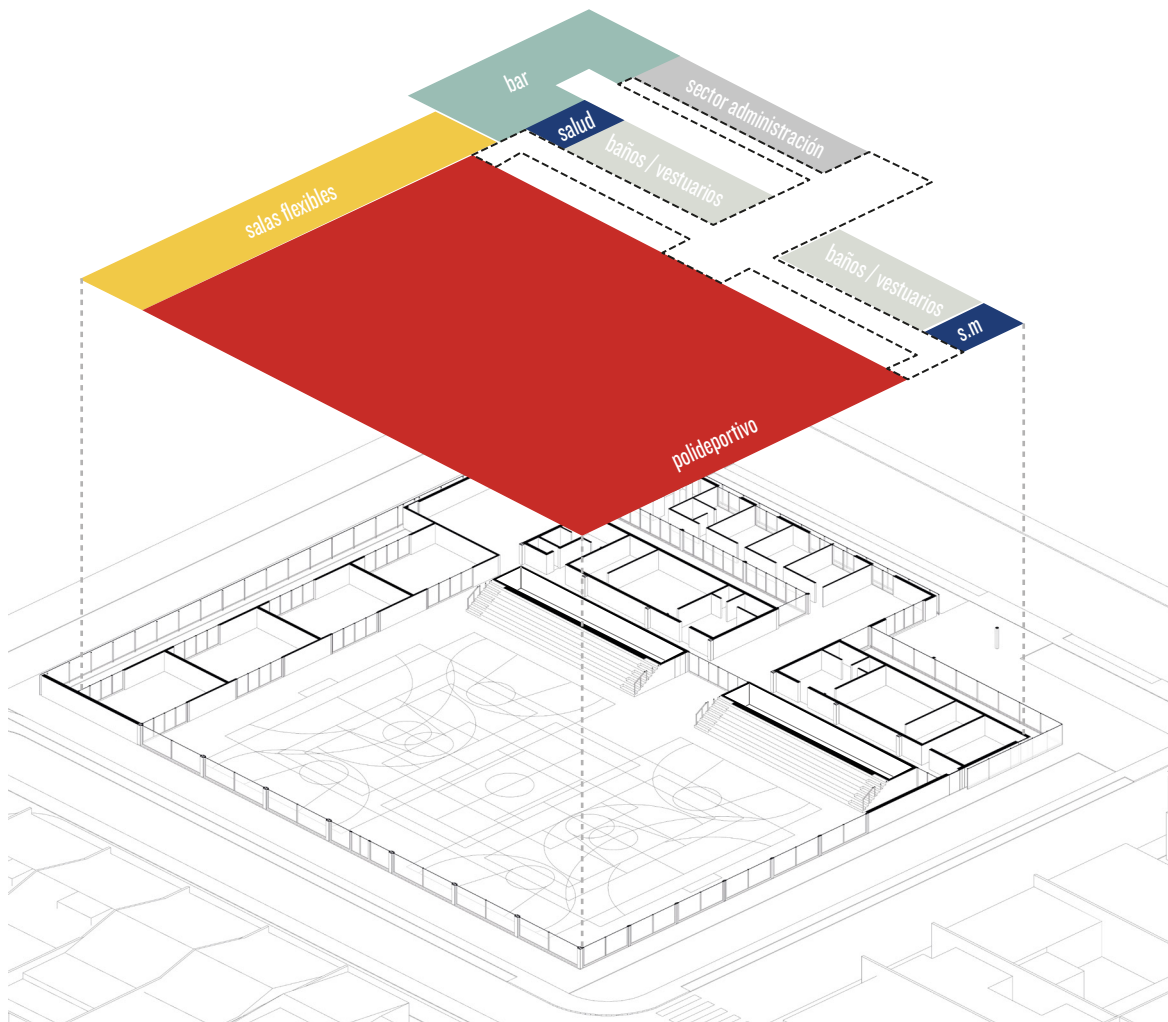 bar
sector administración
salud
baños / vestuarios
salas flexibles
baños / vestuarios
s.m
polideportivo